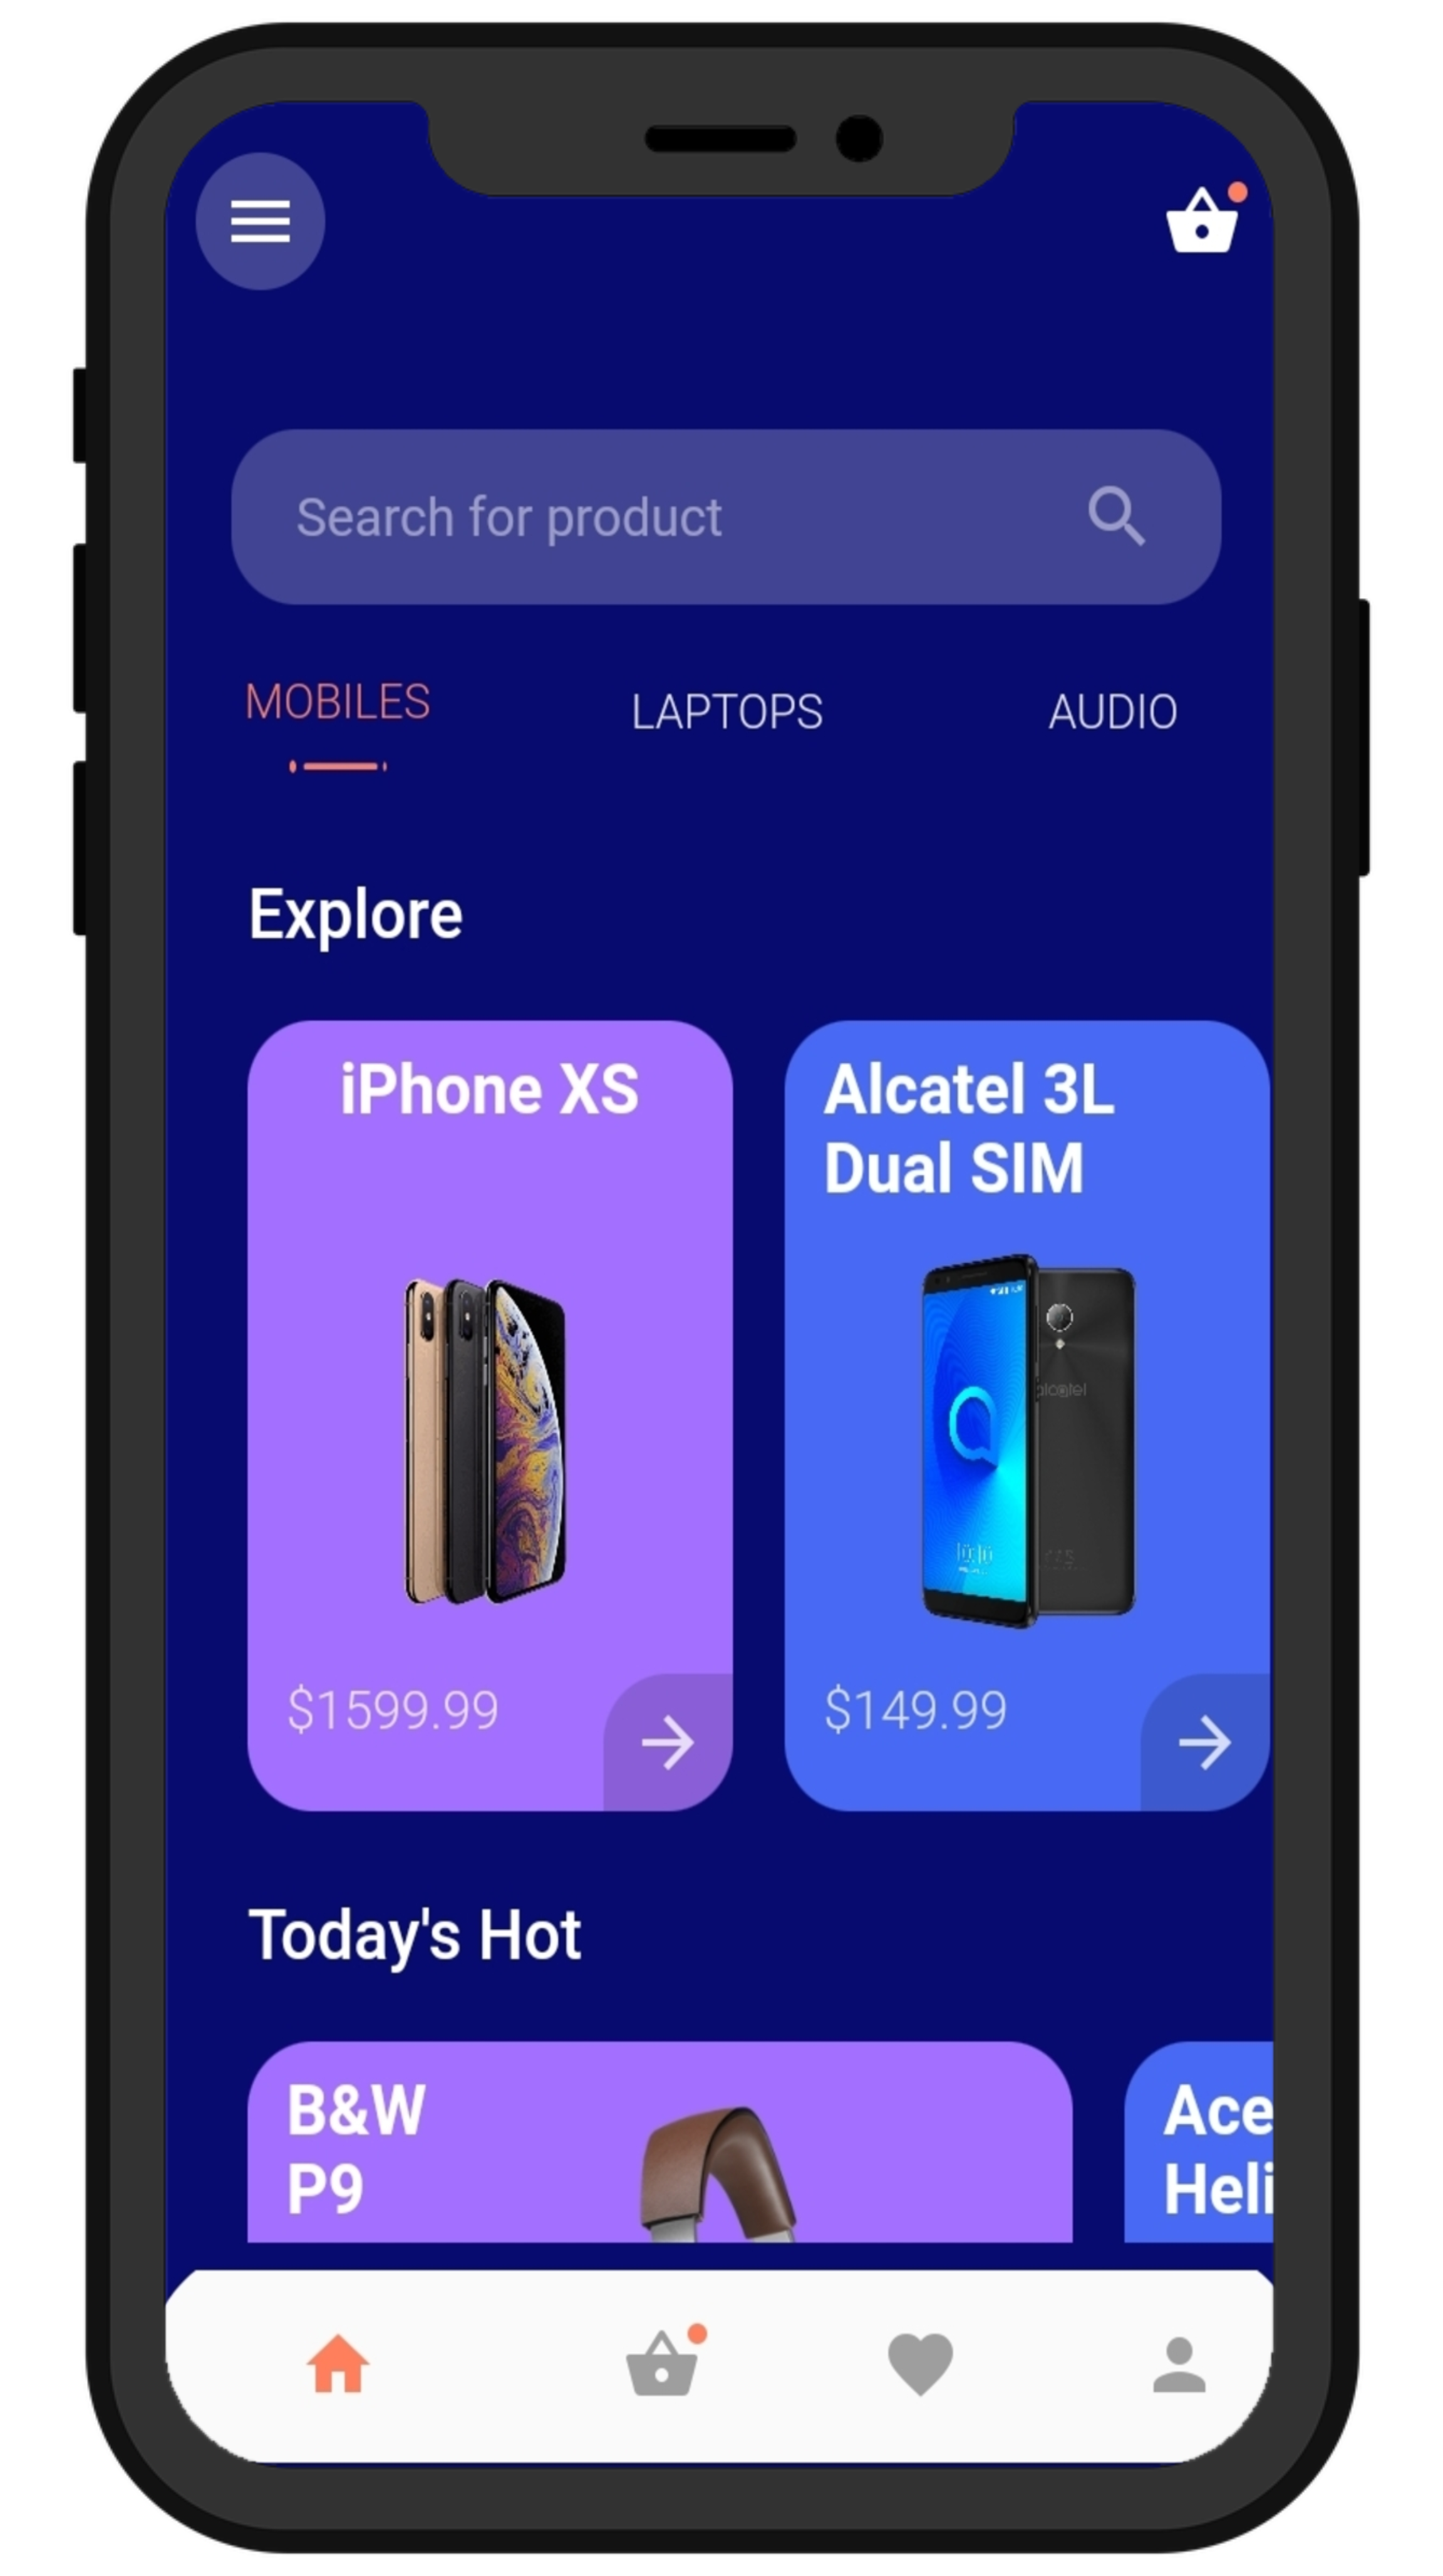 Search for product
MOBILES
LAPTOPS
AUDIO
Explore
iPhone XS
Alcatel 3L
Dual SIM
alcatel
$1599.99
$149.99
Today's Hot
B&W
P9
Ace
Heli